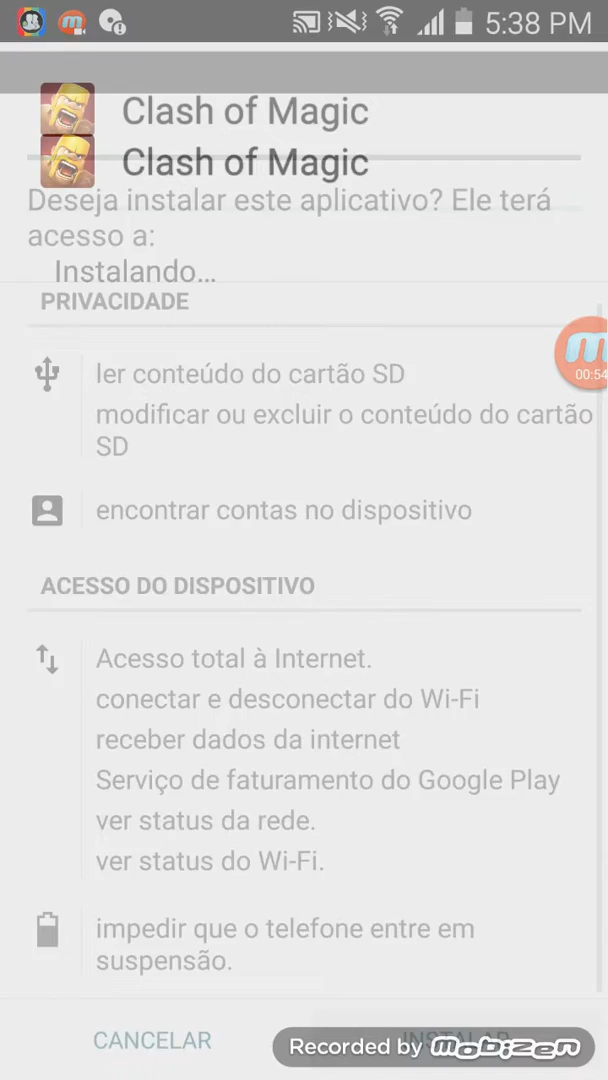 5:38 PM
Clash of Magic
Clash of Magic
Deseja instalar este aplicativo? Ele terá
acesso a:
Instalando...
PRIVACIDADE
ler conteúdo do cartão SD
00:54
modificar ou excluir o conteúdo do cartão
SD
encontrar contas no dispositivo
ACESSO DO DISPOSITIVO
Acesso total à Internet.
conectar e desconectar do Wi-Fi
receber dados da internet
Serviço de faturamento do Google Play
ver status da rede.
ver status do Wi-Fi.
impedir que o telefone entre em
suspensão.
CANCELAR
INSTALAR
Recorded by mobizen